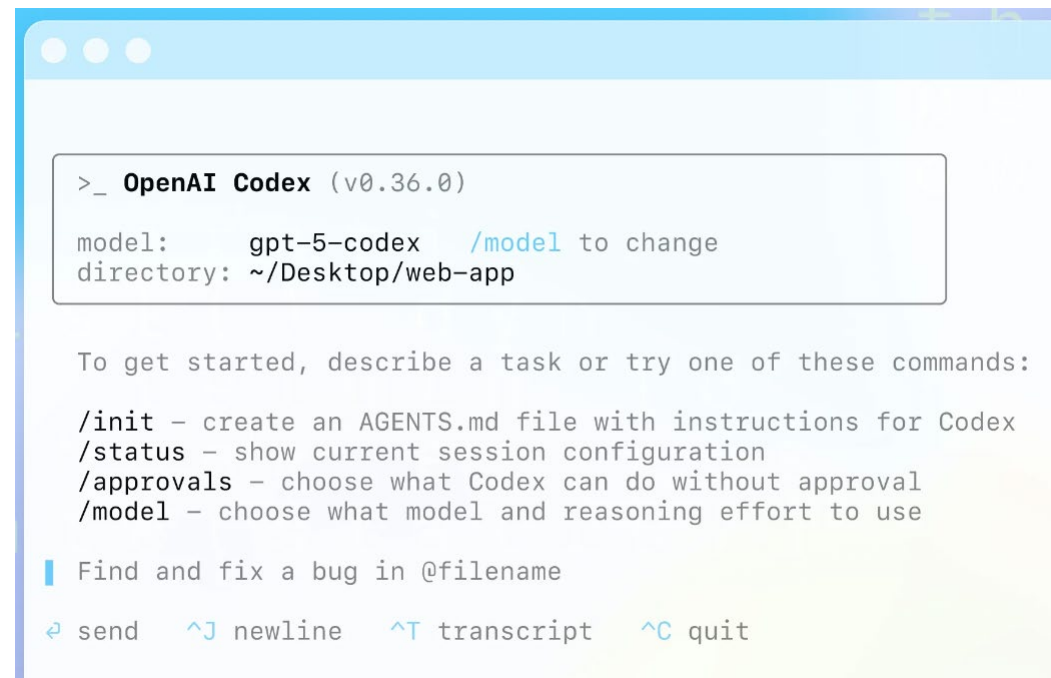 >_ OpenAI Codex (v0.36.0)
model: gpt-5-codex /model to change
directory: ~/Desktop/web-app
To get started, describe a task or try one of these commands:
/init – create an AGENTS.md file with instructions for Codex
/status – show current session configuration
/approvals – choose what Codex can do without approval
/model – choose what model and reasoning effort to use
Find and fix a bug in @filename
⏎ send ^J newline ^T transcript ^C quit